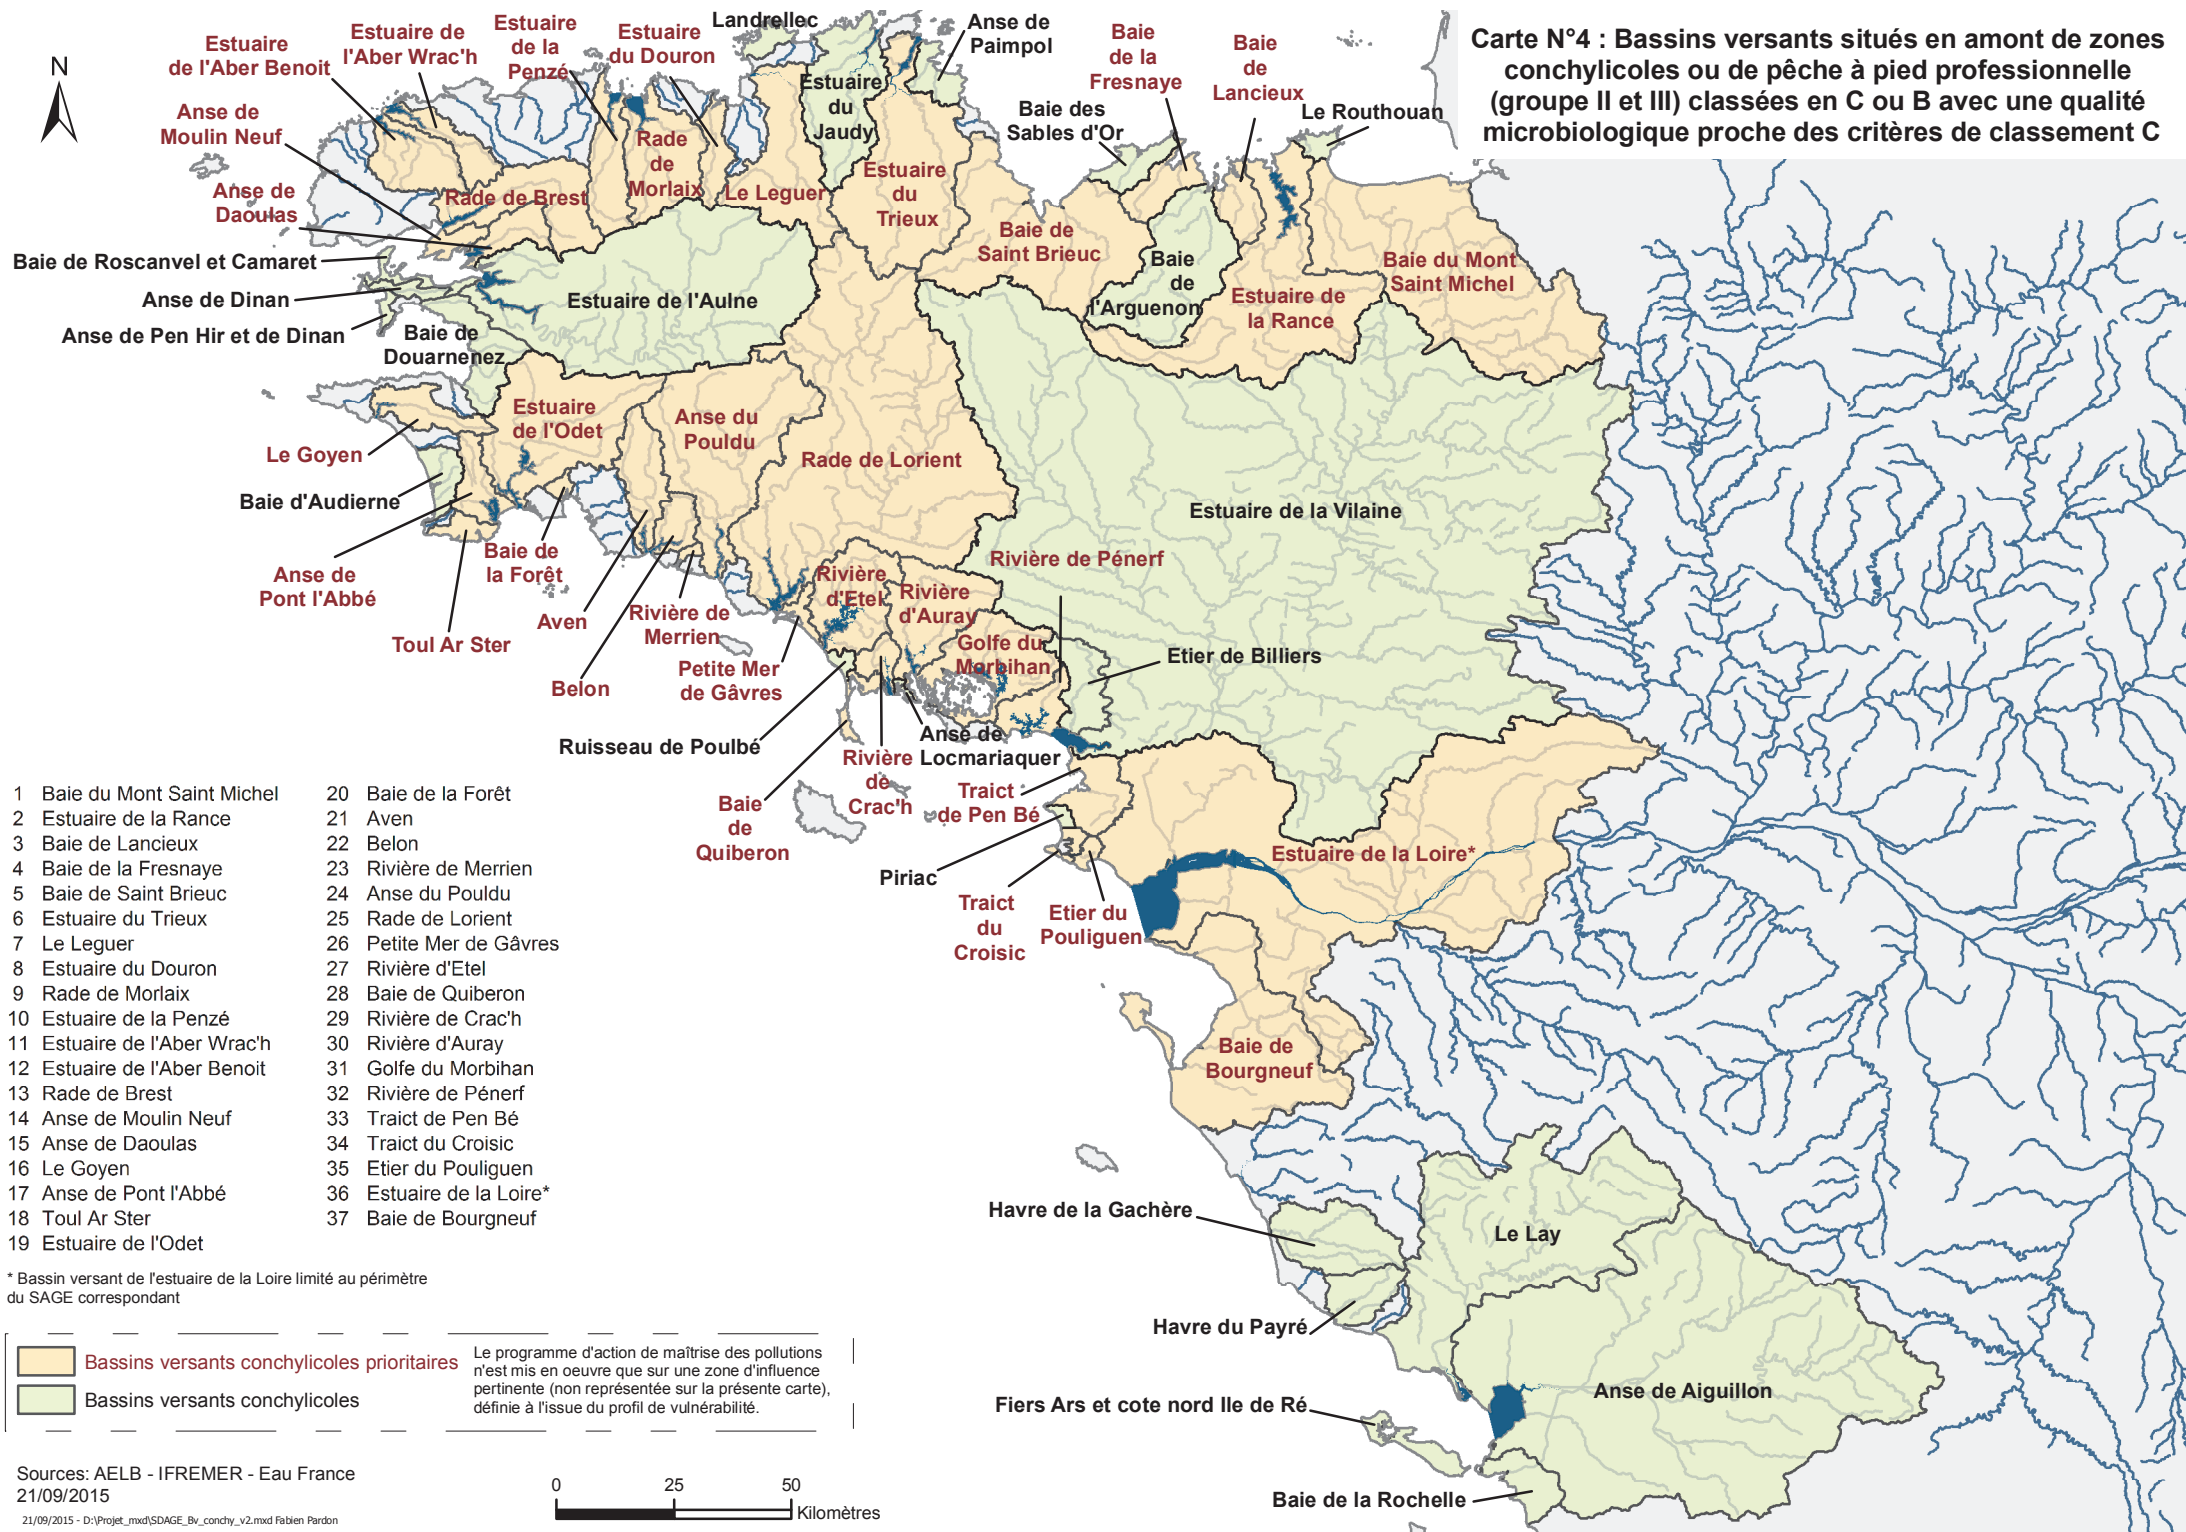 Carte N°4 : Bassins versants situés en amont de zones
conchylicoles ou de pêche à pied professionnelle
(groupe II et III) classées en C ou B avec une qualité
microbiologique proche des critères de classement C
N
Estuaire
de l'Aber Benoit
Estuaire de
l'Aber Wrac'h
Estuaire
de la
Penzé
Estuaire
du Douron
Landrellec
Anse de
Paimpol
Baie
de la
Fresnaye
Baie
de
Lancieux
Le Routhouan
Baie des
Sables d'Or
Anse de
Moulin Neuf
Anse de
Daoulas
Rade de Brest
Rade
de
Morlaix
Le Leguer
Estuaire
du
Jaudy
Estuaire
du
Trieux
Baie de
Saint Brieuc
Baie
de
l'Arguenon
Estuaire de
la Rance
Baie du Mont
Saint Michel
Baie de Roscanvel et Camaret
Anse de Dinan
Anse de Pen Hir et de Dinan
Baie de
Douarnenez
Estuaire de l'Aulne
Estuaire
de l'Odet
Anse du
Pouldu
Rade de Lorient
Le Goyen
Baie d'Audierne
Anse de
Pont l'Abbé
Toul Ar Ster
Baie de
la Forêt
Aven
Belon
Rivière de
Merrien
Petite Mer
de Gâvres
Rivière
d'Etel
Rivière
d'Auray
Golfe du
Morbihan
Rivière de Pénerf
Estuaire de la Vilaine
Etier de Billiers
Ruisseau de Poulbé
Baie
de
Quiberon
Rivière
de
Crac'h
Anse de
Locmariaquer
Traict
de Pen Bé
Piriac
Traict
du
Croisic
Etier du
Pouliguen
Estuaire de la Loire*
Baie de
Bourgneuf
Havre de la Gachère
Le Lay
Havre du Payré
Anse de Aiguillon
Fiers Ars et cote nord Ile de Ré
Baie de la Rochelle
1 Baie du Mont Saint Michel
2 Estuaire de la Rance
3 Baie de Lancieux
4 Baie de la Fresnaye
5 Baie de Saint Brieuc
6 Estuaire du Trieux
7 Le Leguer
8 Estuaire du Douron
9 Rade de Morlaix
10 Estuaire de la Penzé
11 Estuaire de l'Aber Wrac'h
12 Estuaire de l'Aber Benoit
13 Rade de Brest
14 Anse de Moulin Neuf
15 Anse de Daoulas
16 Le Goyen
17 Anse de Pont l'Abbé
18 Toul Ar Ster
19 Estuaire de l'Odet
20 Baie de la Forêt
21 Aven
22 Belon
23 Rivière de Merrien
24 Anse du Pouldu
25 Rade de Lorient
26 Petite Mer de Gâvres
27 Rivière d'Etel
28 Baie de Quiberon
29 Rivière de Crac'h
30 Rivière d'Auray
31 Golfe du Morbihan
32 Rivière de Pénerf
33 Traict de Pen Bé
34 Traict du Croisic
35 Etier du Pouliguen
36 Estuaire de la Loire*
37 Baie de Bourgneuf
* Bassin versant de l'estuaire de la Loire limité au périmètre
du SAGE correspondant
Bassins versants conchylicoles prioritaires
Bassins versants conchylicoles
Le programme d'action de maîtrise des pollutions
n'est mis en oeuvre que sur une zone d'influence
pertinente (non représentée sur la présente carte),
définie à l'issue du profil de vulnérabilité.
Sources: AELB - IFREMER - Eau France
21/09/2015
21/09/2015 - D:\Projet_mxd\SDAGE_Bv_conchy_v2.mxd Fabien Pardon
0 25 50
Kilomètres